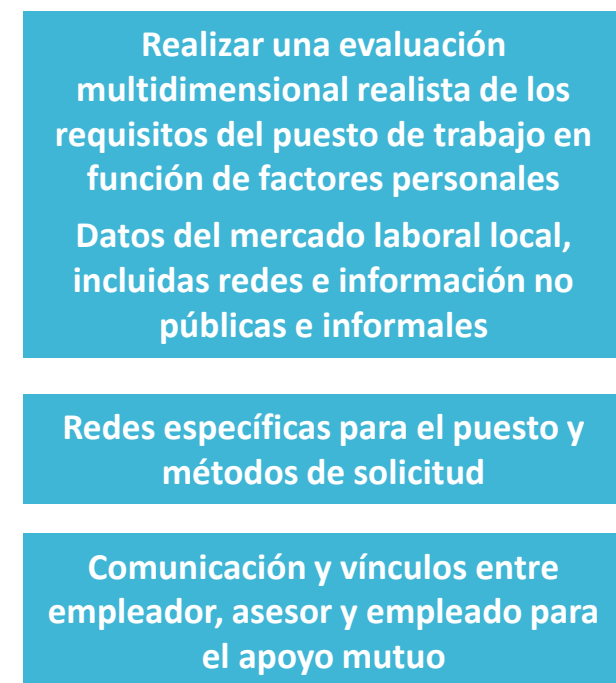 Realizar una evaluación
multidimensional realista de los
requisitos del puesto de trabajo en
función de factores personales
Datos del mercado laboral local,
incluidas redes e información no
públicas e informales
Redes específicas para el puesto y
métodos de solicitud
Comunicación y vínculos entre
empleador, asesor y empleado para
el apoyo mutuo